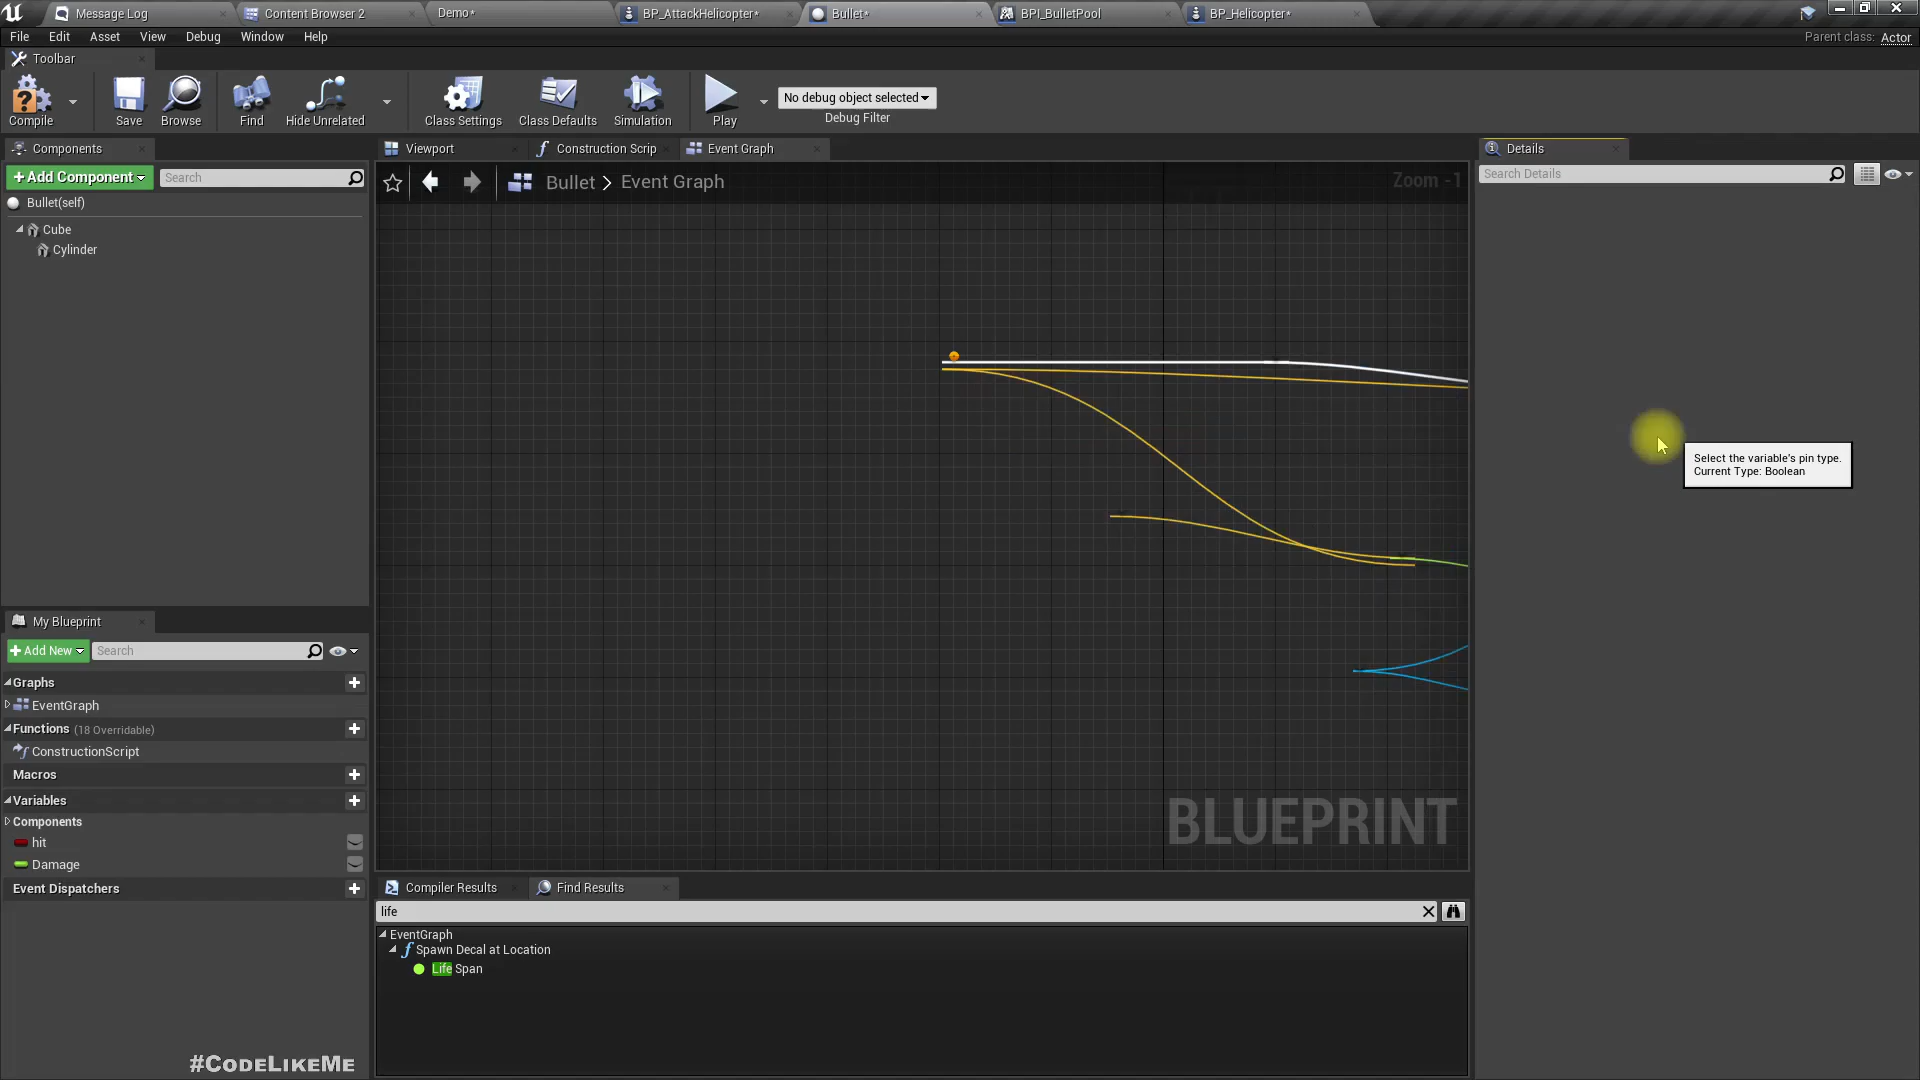 Message Log
Content Browser 2
Demo*
BP_AttackHelicopter*
Bullet*
BPI_BulletPool
BP_Helicopter*
File
Edit
Asset
View
Debug
Window
Help
Parent class:
Actor
Toolbar
Compile
Save
Browse
Find
Hide Unrelated
Class Settings
Class Defaults
Simulation
Play
No debug object selected
Debug Filter
Components
+Add Component
Search
Bullet(self)
Cube
Cylinder
Viewport
Construction Scrip
Event Graph
Bullet > Event Graph
Zoom -1
BLUEPRINT
Details
Search Details
Select the variable's pin type.
Current Type: Boolean
My Blueprint
+Add New
Search
Graphs
EventGraph
Functions (18 Overridable)
ConstructionScript
Macros
Variables
Components
hit
Damage
Event Dispatchers
#CodeLikeMe
Compiler Results
Find Results
life
EventGraph
Spawn Decal at Location
Life Span